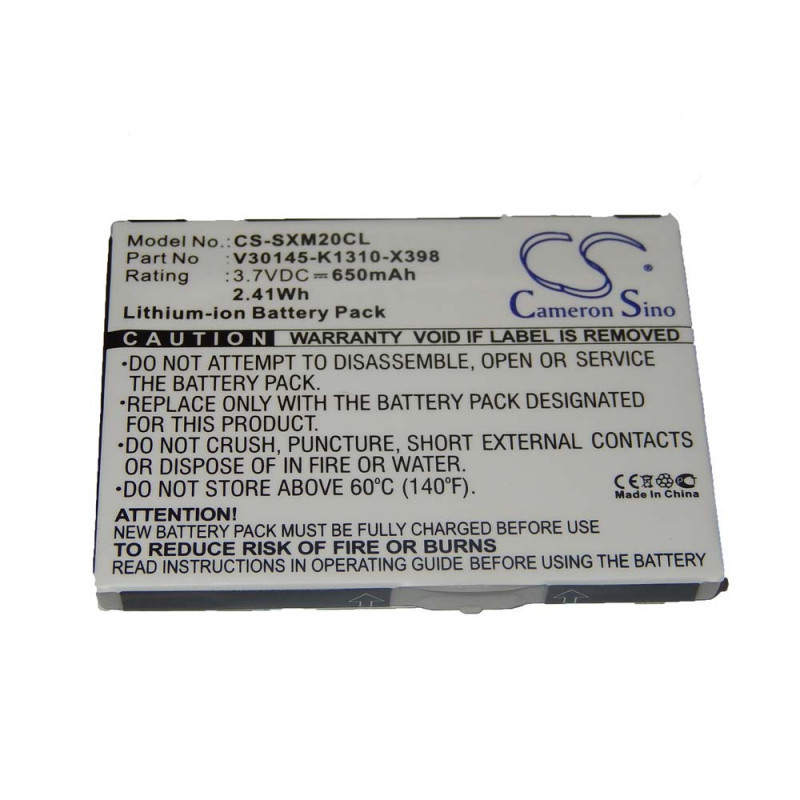 Model No.: CS-SXM20CL
Part No : V30145-K1310-X398
Rating : 3.7VDC 650mAh
2.41Wh
Lithium-ion Battery Pack
CS
Cameron Sino
CAUTION WARRANTY VOID IF LABEL IS REMOVED
•DO NOT ATTEMPT TO DISASSEMBLE, OPEN OR SERVICE
THE BATTERY PACK.
•REPLACE ONLY WITH THE BATTERY PACK DESIGNATED
FOR THIS PRODUCT.
•DO NOT CRUSH, PUNCTURE, SHORT EXTERNAL CONTACTS
OR DISPOSE OF IN FIRE OR WATER.
•DO NOT STORE ABOVE 60°C (140°F).
CE
Made In China
NEW BATTERY PACK MUST BE FULLY CHARGED BEFORE USE
TO REDUCE RISK OF FIRE OR BURNS
READ INSTRUCTIONS IN OPERATING GUIDE BEFORE USING THE BATTERY